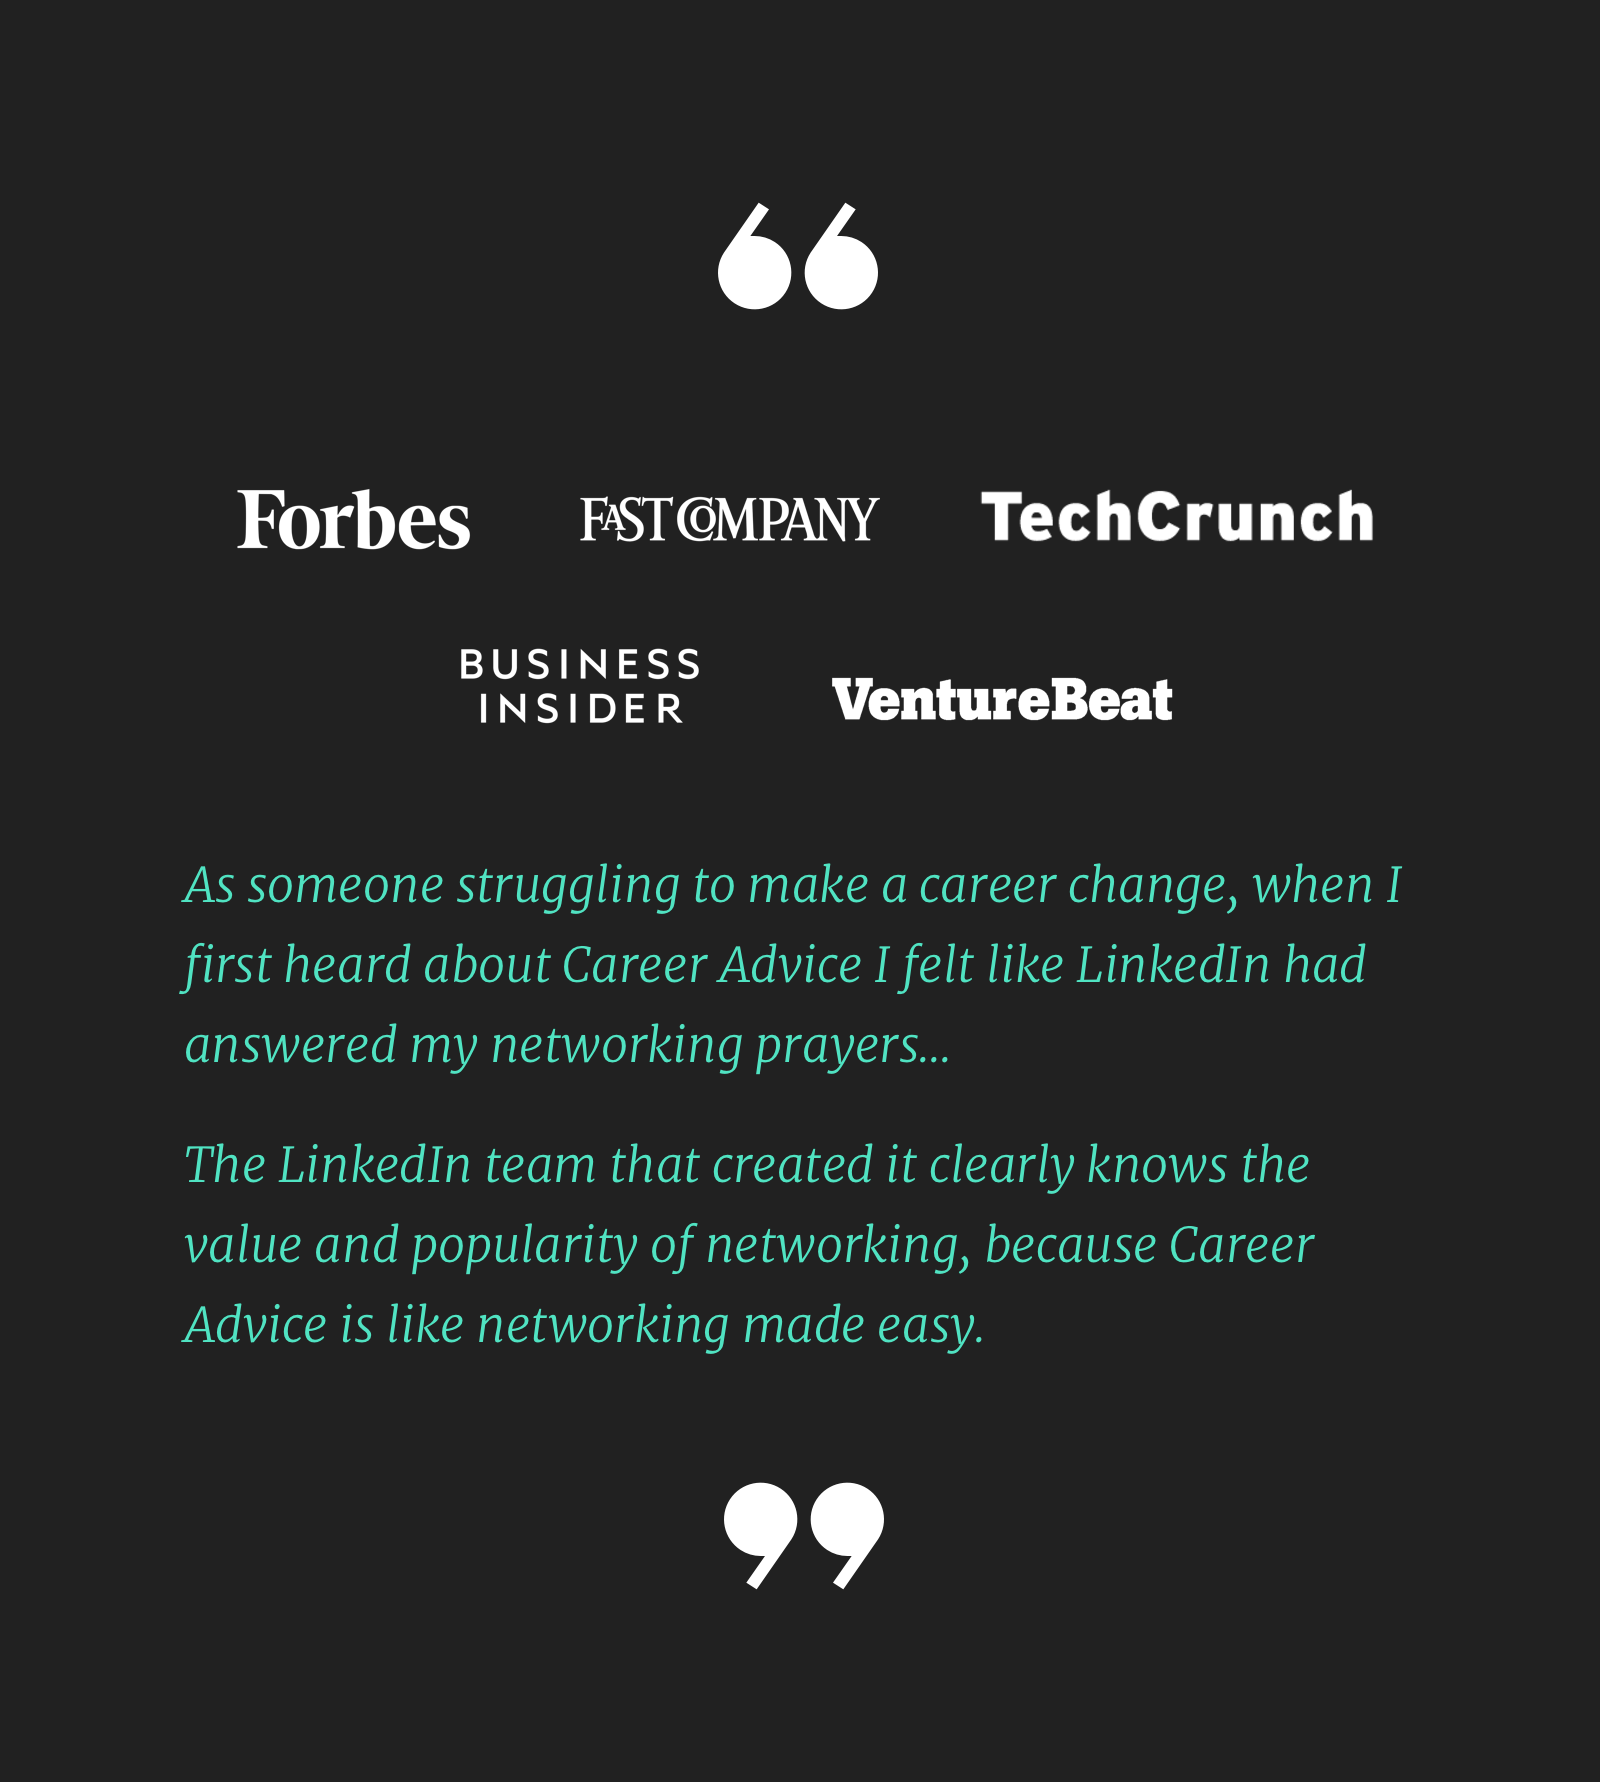 “
Forbes FAST COMPANY TechCrunch
BUSINESS
INSIDER
VentureBeat
As someone struggling to make a career change, when I
first heard about Career Advice I felt like LinkedIn had
answered my networking prayers...
The LinkedIn team that created it clearly knows the
value and popularity of networking, because Career
Advice is like networking made easy.
”